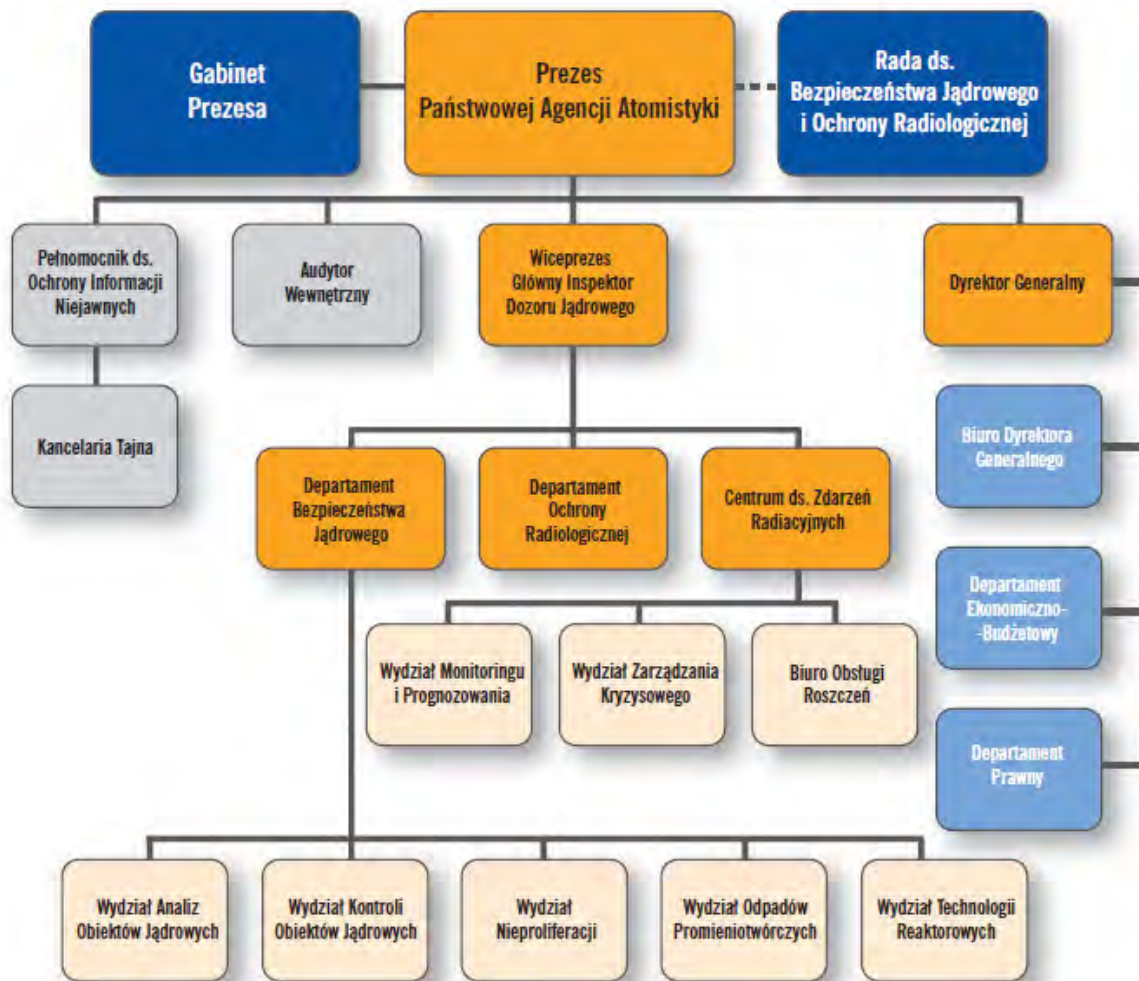 Gabinet
Prezesa
Prezes
Państwowej Agencji Atomistyki
Rada ds.
Bezpieczeństwa Jądrowego
i Ochrony Radiologicznej
Pełnomocnik ds.
Ochrony Informacji
Niejawnych
Audytor
Wewnętrzny
Wiceprezes
Główny Inspektor
Dozoru Jądrowego
Dyrektor Generalny
Kancelaria Tajna
Biuro Dyrektora
Generalnego
Departament
Bezpieczeństwa
Jądrowego
Departament
Ochrony
Radiologicznej
Centrum ds. Zdarzeń
Radiacyjnych
Departament
Ekonomiczno-
-Budżetowy
Wydział Monitoringu
i Prognozowania
Wydział Zarządzania
Kryzysowego
Biuro Obsługi
Roszczeń
Departament
Prawny
Wydział Analiz
Obiektów Jądrowych
Wydział Kontroli
Obiektów Jądrowych
Wydział
Nieproliferacji
Wydział Odpadów
Promieniotwórczych
Wydział Technologii
Reaktorowych